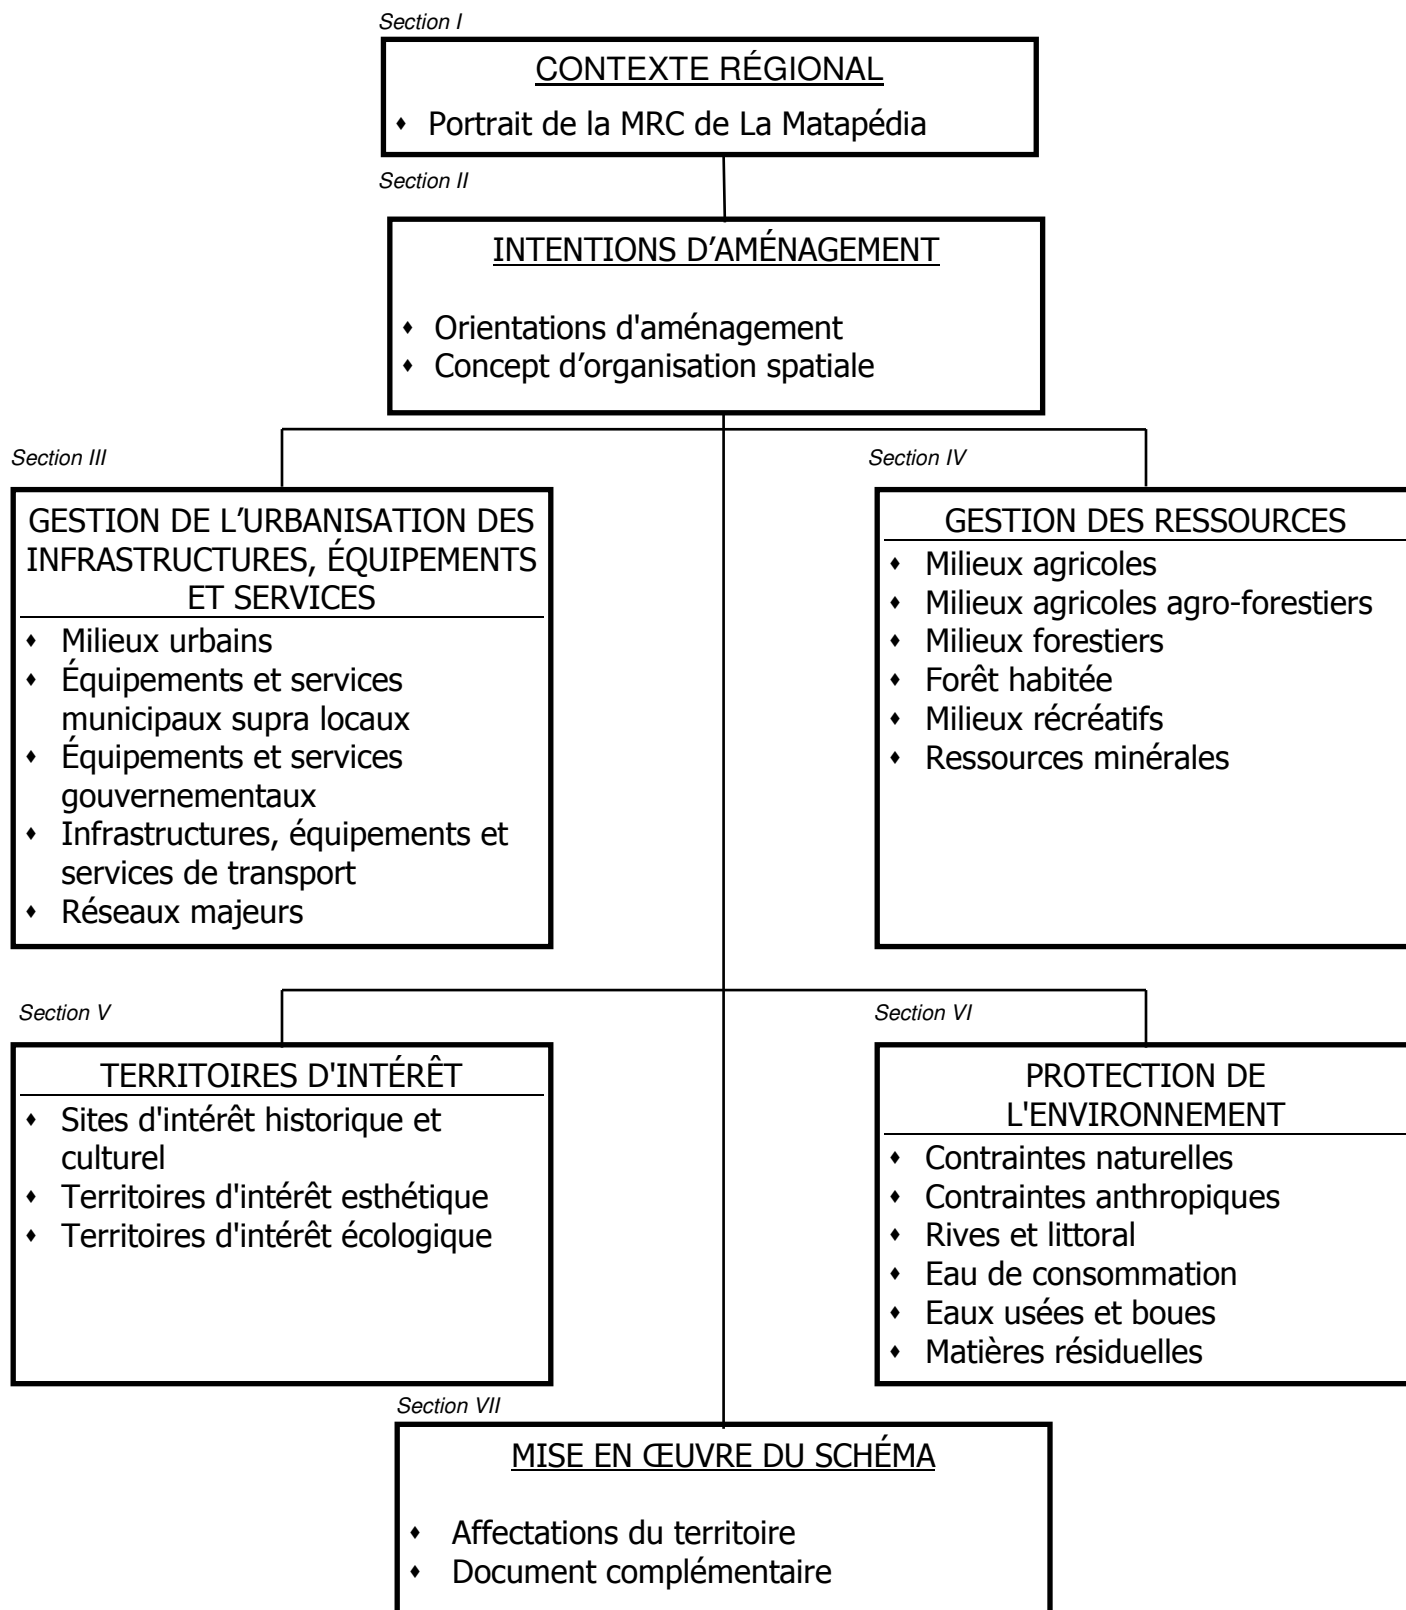 Section I
CONTEXTE RÉGIONAL
♦ Portrait de la MRC de La Matapédia
Section II
INTENTIONS D’AMÉNAGEMENT
♦ Orientations d'aménagement
♦ Concept d’organisation spatiale
Section III
GESTION DE L’URBANISATION DES
INFRASTRUCTURES, ÉQUIPEMENTS
ET SERVICES
♦ Milieux urbains
♦ Équipements et services
municipaux supra locaux
♦ Équipements et services
gouvernementaux
♦ Infrastructures, équipements et
services de transport
♦ Réseaux majeurs
Section IV
GESTION DES RESSOURCES
♦ Milieux agricoles
♦ Milieux agricoles agro-forestiers
♦ Milieux forestiers
♦ Forêt habitée
♦ Milieux récréatifs
♦ Ressources minérales
Section V
TERRITOIRES D'INTÉRÊT
♦ Sites d'intérêt historique et
culturel
♦ Territoires d'intérêt esthétique
♦ Territoires d'intérêt écologique
Section VI
PROTECTION DE
L'ENVIRONNEMENT
♦ Contraintes naturelles
♦ Contraintes anthropiques
♦ Rives et littoral
♦ Eau de consommation
♦ Eaux usées et boues
♦ Matières résiduelles
Section VII
MISE EN ŒUVRE DU SCHÉMA
♦ Affectations du territoire
♦ Document complémentaire